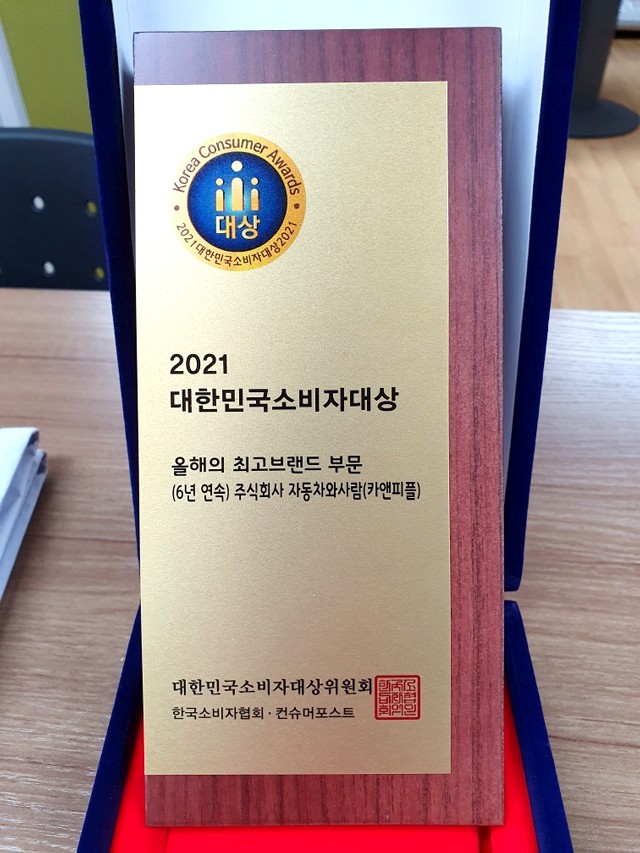 Korea Consumer Awards
대상
2021대한민국소비자대상2021
2021
대한민국소비자대상
올해의 최고브랜드 부문
(6년 연속) 주식회사 자동차와사람(카앤피플)
대한민국소비자대상위원회
한국소비자협회·컨슈머포스트